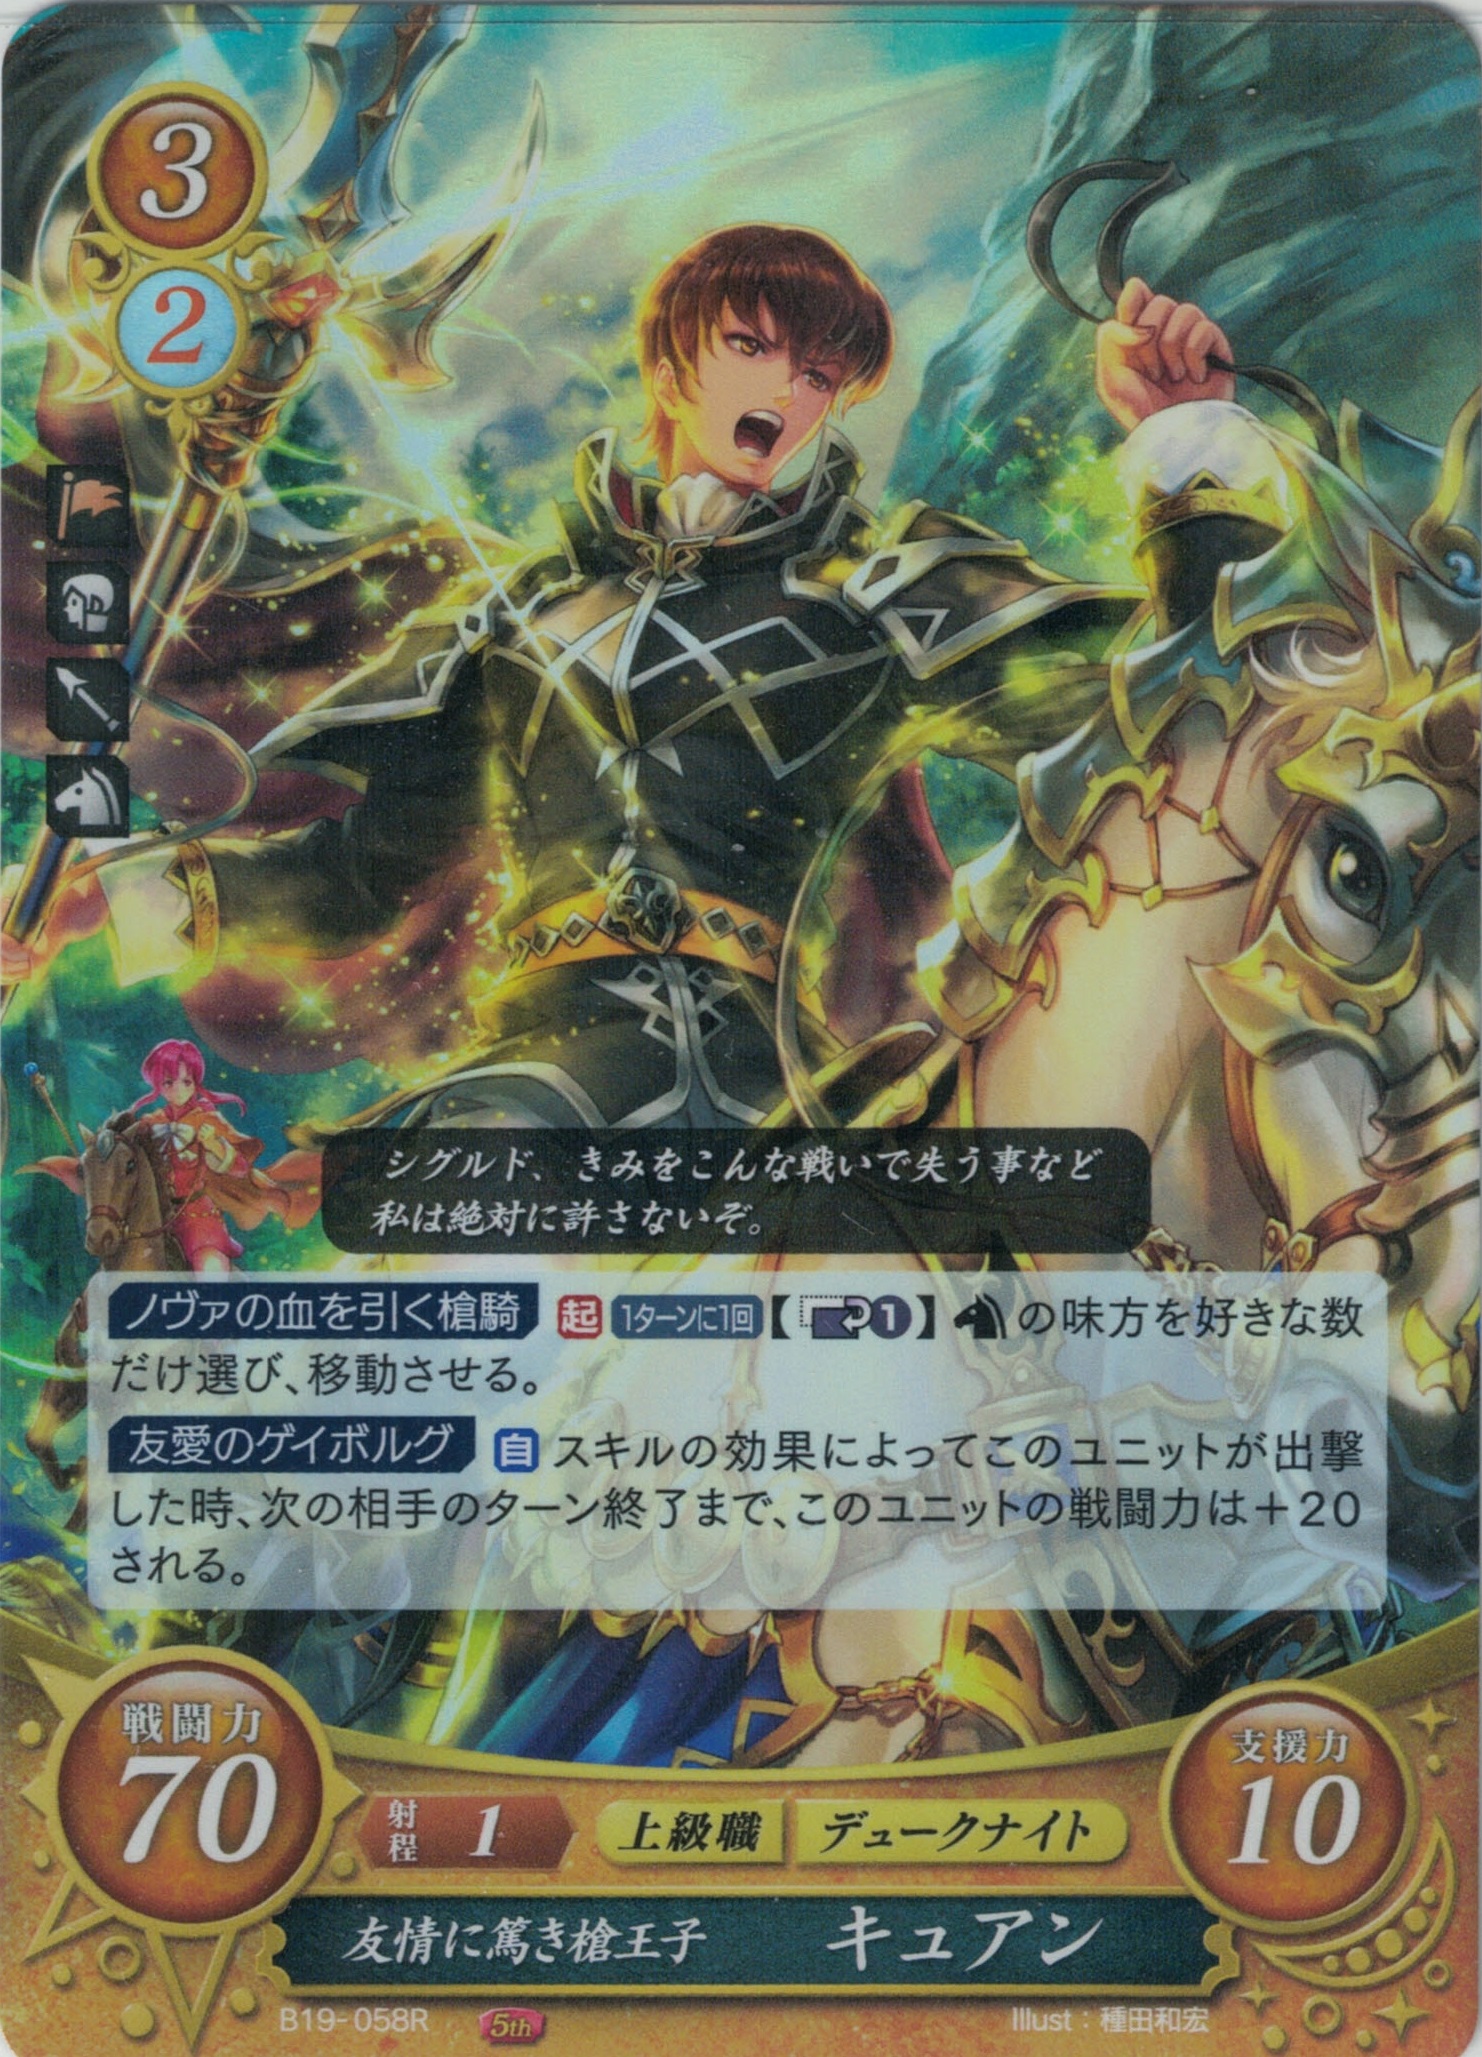 3
2
シグルド、きみをこんな戦いで失う事など
私は絶対に許さないぞ。
ノヴァの血を引く槍騎 起 1ターンに1回 【 1 】 の味方を好きな数
だけ選び、移動させる。
友愛のゲイボルグ 自 スキルの効果によってこのユニットが出撃
した時、次の相手のターン終了まで、このユニットの戦闘力は＋20
される。
戦闘力
70
射程 1
上級職 デュークナイト
支援力
10
友情に篤き槍王子 キュアン
B19-058R 5th Illust：種田和宏